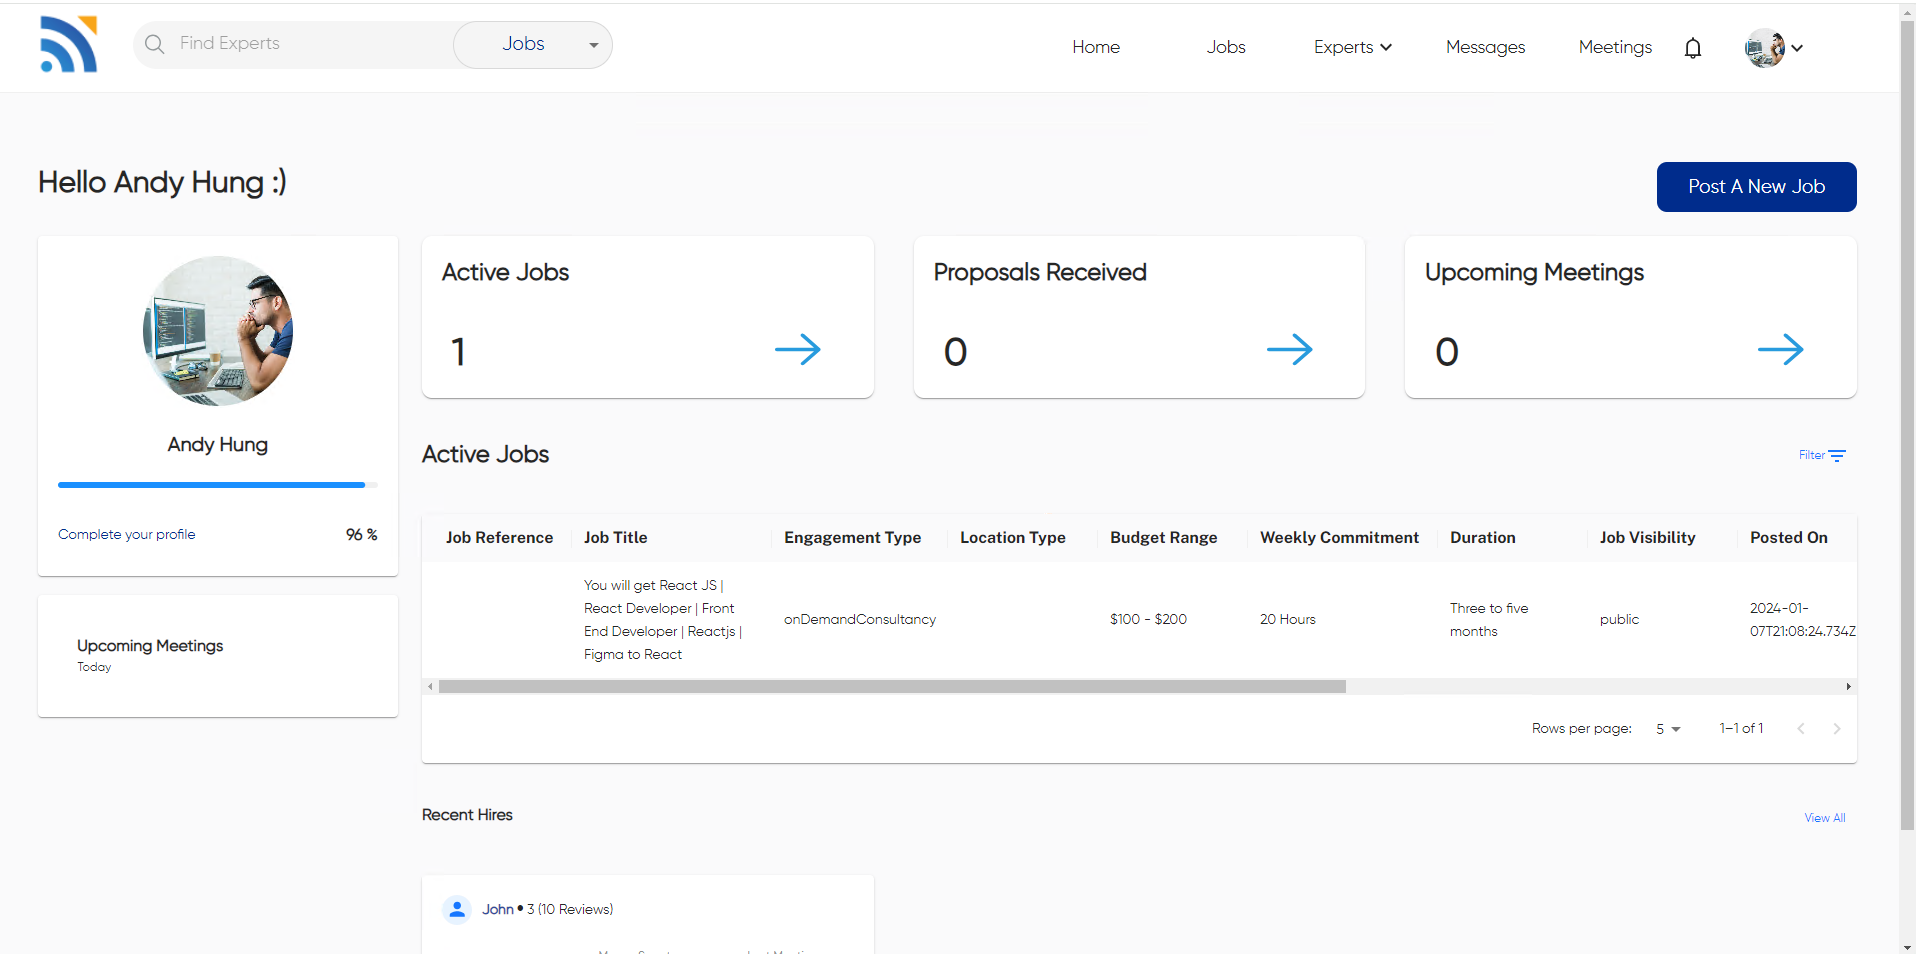 Find Experts
Jobs
Home
Jobs
Experts
Messages
Meetings
Hello Andy Hung :)
Post A New Job
Andy Hung
Complete your profile
96 %
Upcoming Meetings
Today
Active Jobs
1
Proposals Received
0
Upcoming Meetings
0
Active Jobs
Filter
Job Reference
Job Title
Engagement Type
Location Type
Budget Range
Weekly Commitment
Duration
Job Visibility
Posted On
You will get React JS |
React Developer | Front
End Developer | Reactjs |
Figma to React
onDemandConsultancy
$100 - $200
20 Hours
Three to five
months
public
2024-01-
07T21:08:24.734Z
Rows per page:
5
1–1 of 1
Recent Hires
View All
John • 3 (10 Reviews)